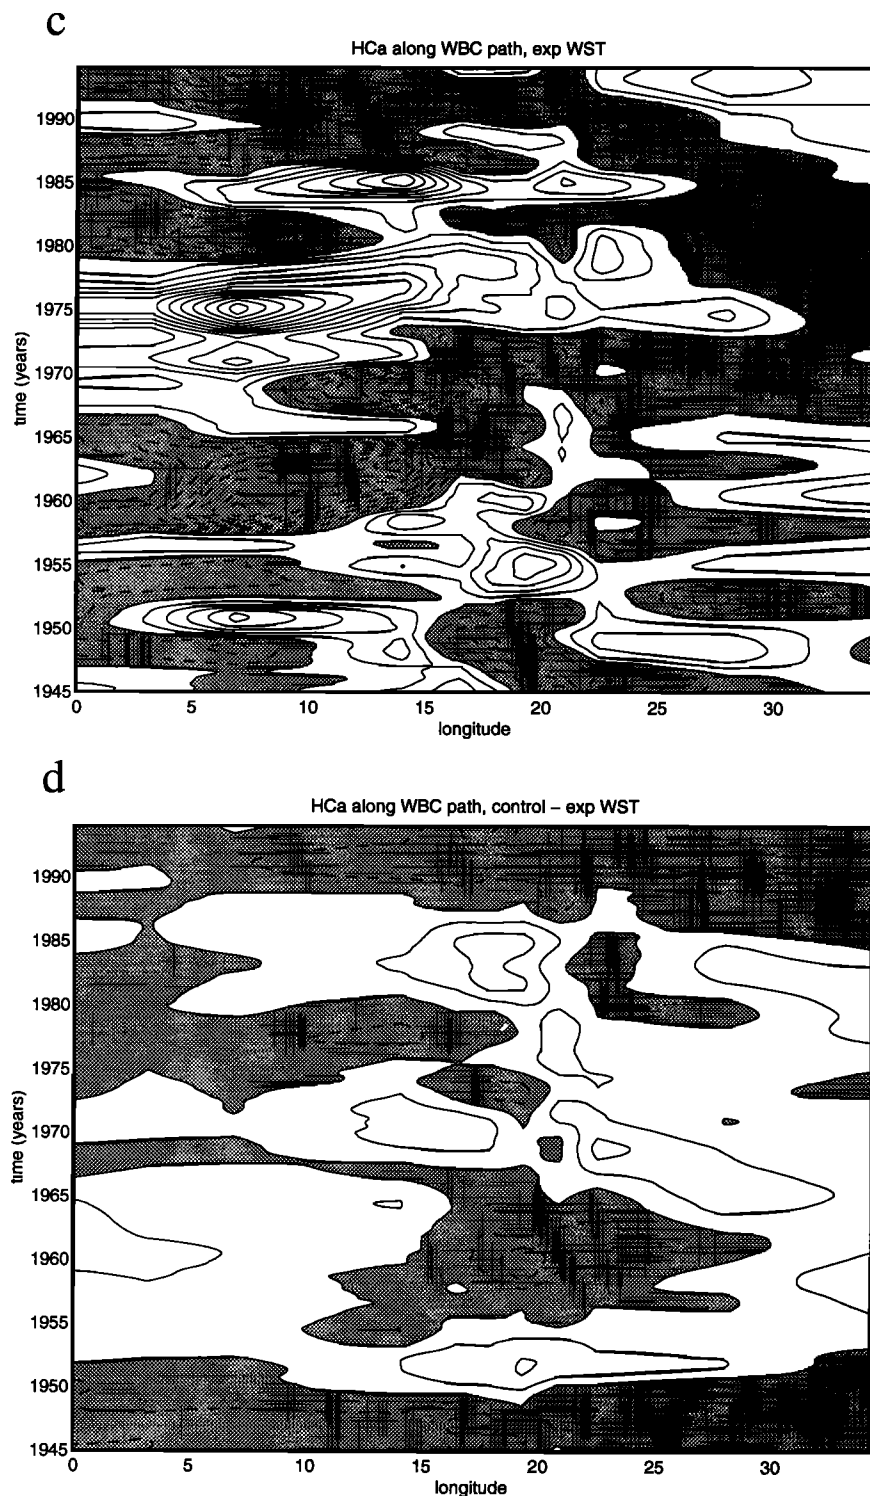 c
HCa along WBC path, exp WST
1990
1985
1980
1975
1970
1965
1960
1955
1950
1945
time (years)
0 5 10 15 20 25 30
longitude
d
HCa along WBC path, control – exp WST
1990
1985
1980
1975
1970
1965
1960
1955
1950
1945
time (years)
0 5 10 15 20 25 30
longitude